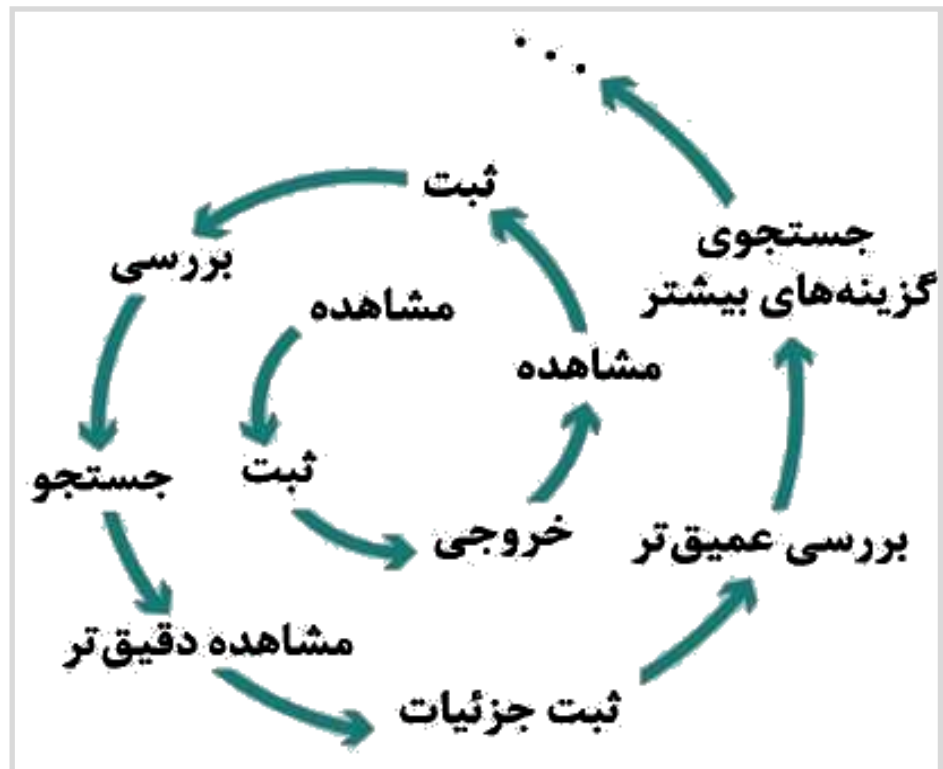 مشاهده
ثبت
خروجی
مشاهده
ثبت
بررسی
جستجو
مشاهده دقیق‌تر
ثبت جزئیات
بررسی عمیق‌تر
جستجوی
گزینه‌های بیشتر
...